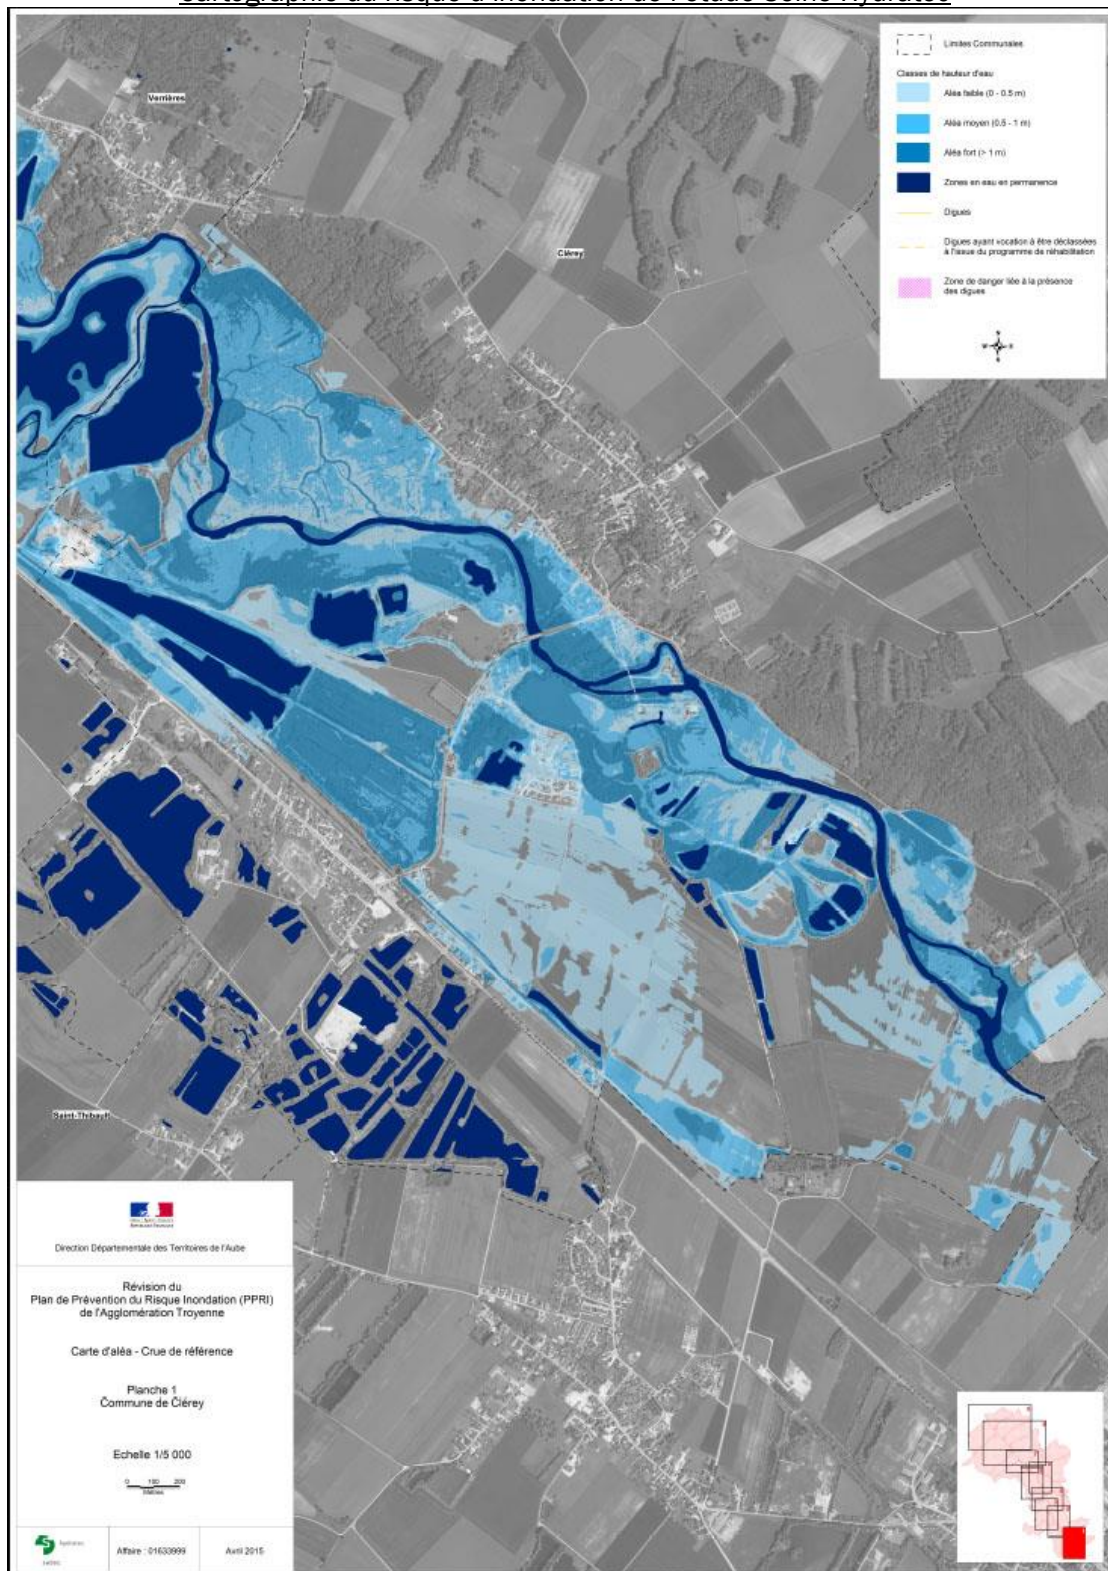 Cartographie du risque d'inondation de l'étude Seine Hydratec
Limites Communales
Classes de hauteur d'eau
Aléa faible (0 - 0.5 m)
Aléa moyen (0.5 - 1 m)
Aléa fort (> 1 m)
Zones en eau en permanence
Digues
Digues ayant vocation à être déclassées
à l'issue du programme de réhabilitation
Zone de danger liée à la présence
des digues
N
W E
S
Verrières
Clérey
Saint-Thibault
Direction Départementale des Territoires de l'Aube
Révision du
Plan de Prévention du Risque Inondation (PPRI)
de l'Agglomération Troyenne
Carte d'aléa - Crue de référence
Planche 1
Commune de Clérey
Echelle 1/5 000
0 100 200
Mètres
Affaire : 01633999
Avril 2015